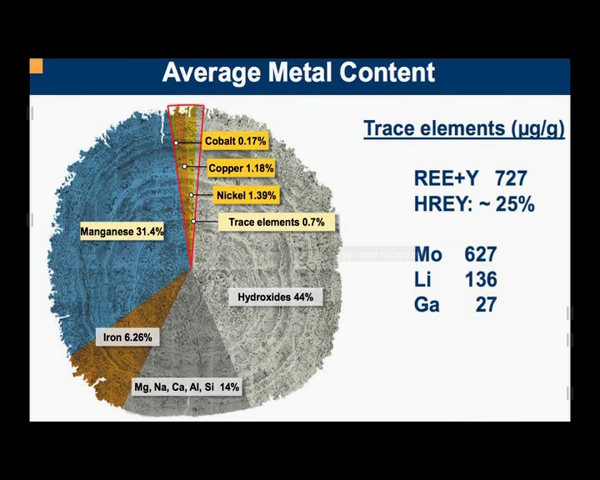 Average Metal Content
Cobalt 0.17%
Copper 1.18%
Nickel 1.39%
Trace elements 0.7%
Manganese 31.4%
Hydroxides 44%
Iron 6.26%
Mg, Na, Ca, Al, Si 14%
Trace elements (µg/g)
REE+Y 727
HREY: ~ 25%
Mo 627
Li 136
Ga 27